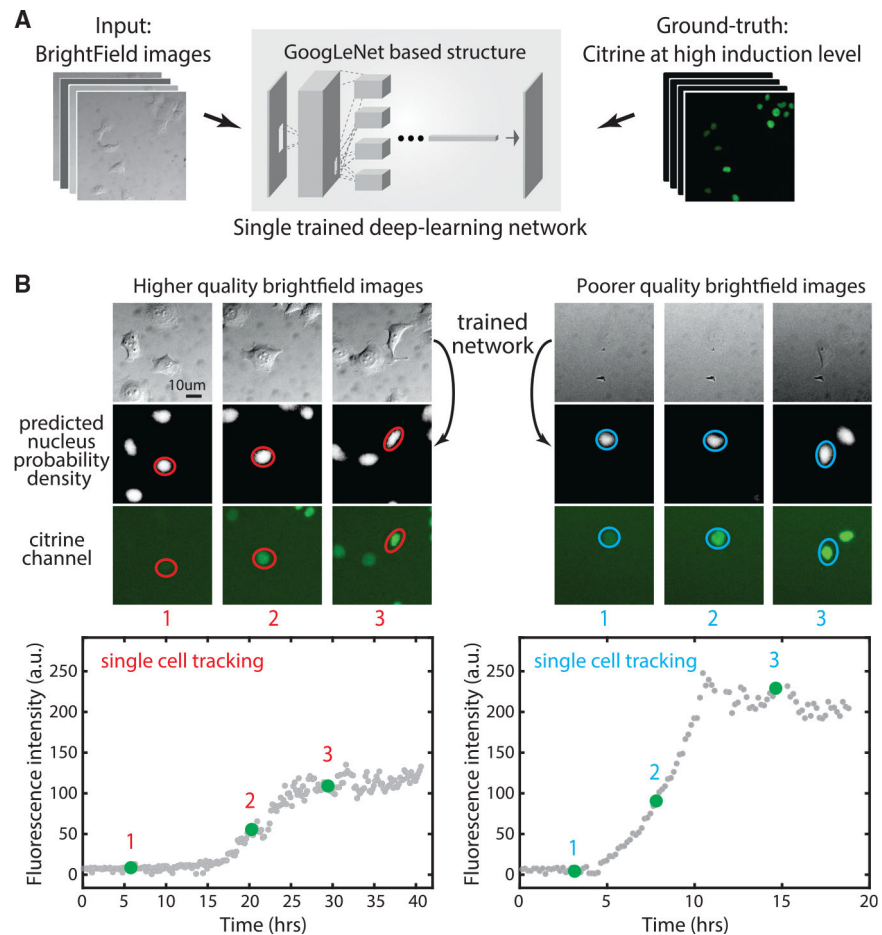 A
Input:
BrightField images
GoogLeNet based structure
Ground-truth:
Citrine at high induction level
Single trained deep-learning network
B
Higher quality brightfield images
Poorer quality brightfield images
trained
network
10um
predicted
nucleus
probability
density
citrine
channel
1 2 3
1 2 3
single cell tracking
Fluorescence intensity (a.u.)
250
200
150
100
50
0
1
2
3
0 5 10 15 20 25 30 35 40
Time (hrs)
single cell tracking
Fluorescence intensity (a.u.)
250
200
150
100
50
0
1
2
3
0 5 10 15 20
Time (hrs)